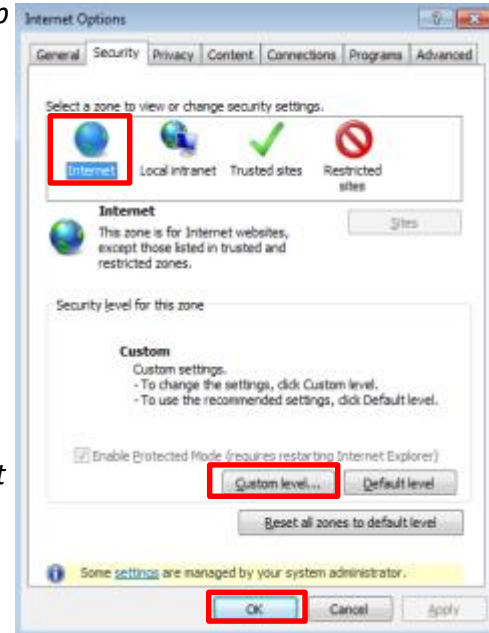 p
Internet Options
General Security Privacy Content Connections Programs Advanced
Select a zone to view or change security settings.
Internet Local intranet Trusted sites Restricted sites
Internet
Sites
This zone is for Internet websites,
except those listed in trusted and
restricted zones.
Security level for this zone
Custom
Custom settings.
- To change the settings, click Custom level.
- To use the recommended settings, click Default level.
Enable Protected Mode (requires restarting Internet Explorer)
t
Custom level... Default level
Reset all zones to default level
Some settings are managed by your system administrator.
OK Cancel Apply